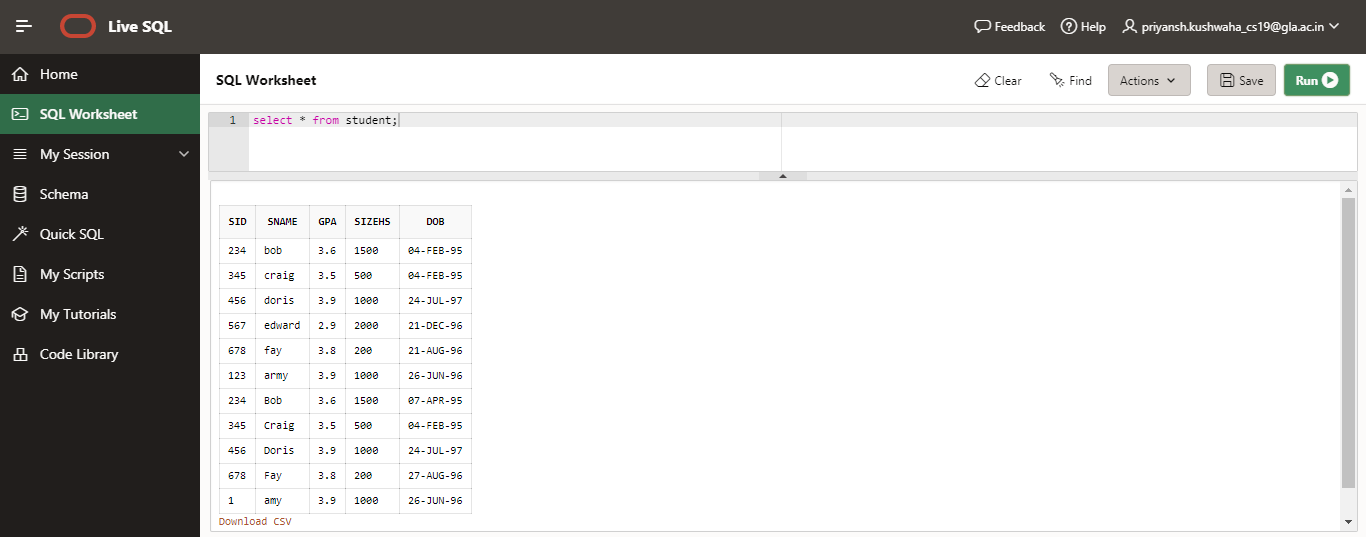 Live SQL
Feedback
Help
priyansh.kushwaha_cs19@gla.ac.in
Home
SQL Worksheet
My Session
Schema
Quick SQL
My Scripts
My Tutorials
Code Library
SQL Worksheet
Clear
Find
Actions
Save
Run
1 select * from student;
SID SNAME GPA SIZEHS DOB
234 bob 3.6 1500 04-FEB-95
345 craig 3.5 500 04-FEB-95
456 doris 3.9 1000 24-JUL-97
567 edward 2.9 2000 21-DEC-96
678 fay 3.8 200 21-AUG-96
123 army 3.9 1000 26-JUN-96
234 Bob 3.6 1500 07-APR-95
345 Craig 3.5 500 04-FEB-95
456 Doris 3.9 1000 24-JUL-97
678 Fay 3.8 200 27-AUG-96
1 amy 3.9 1000 26-JUN-96
Download CSV